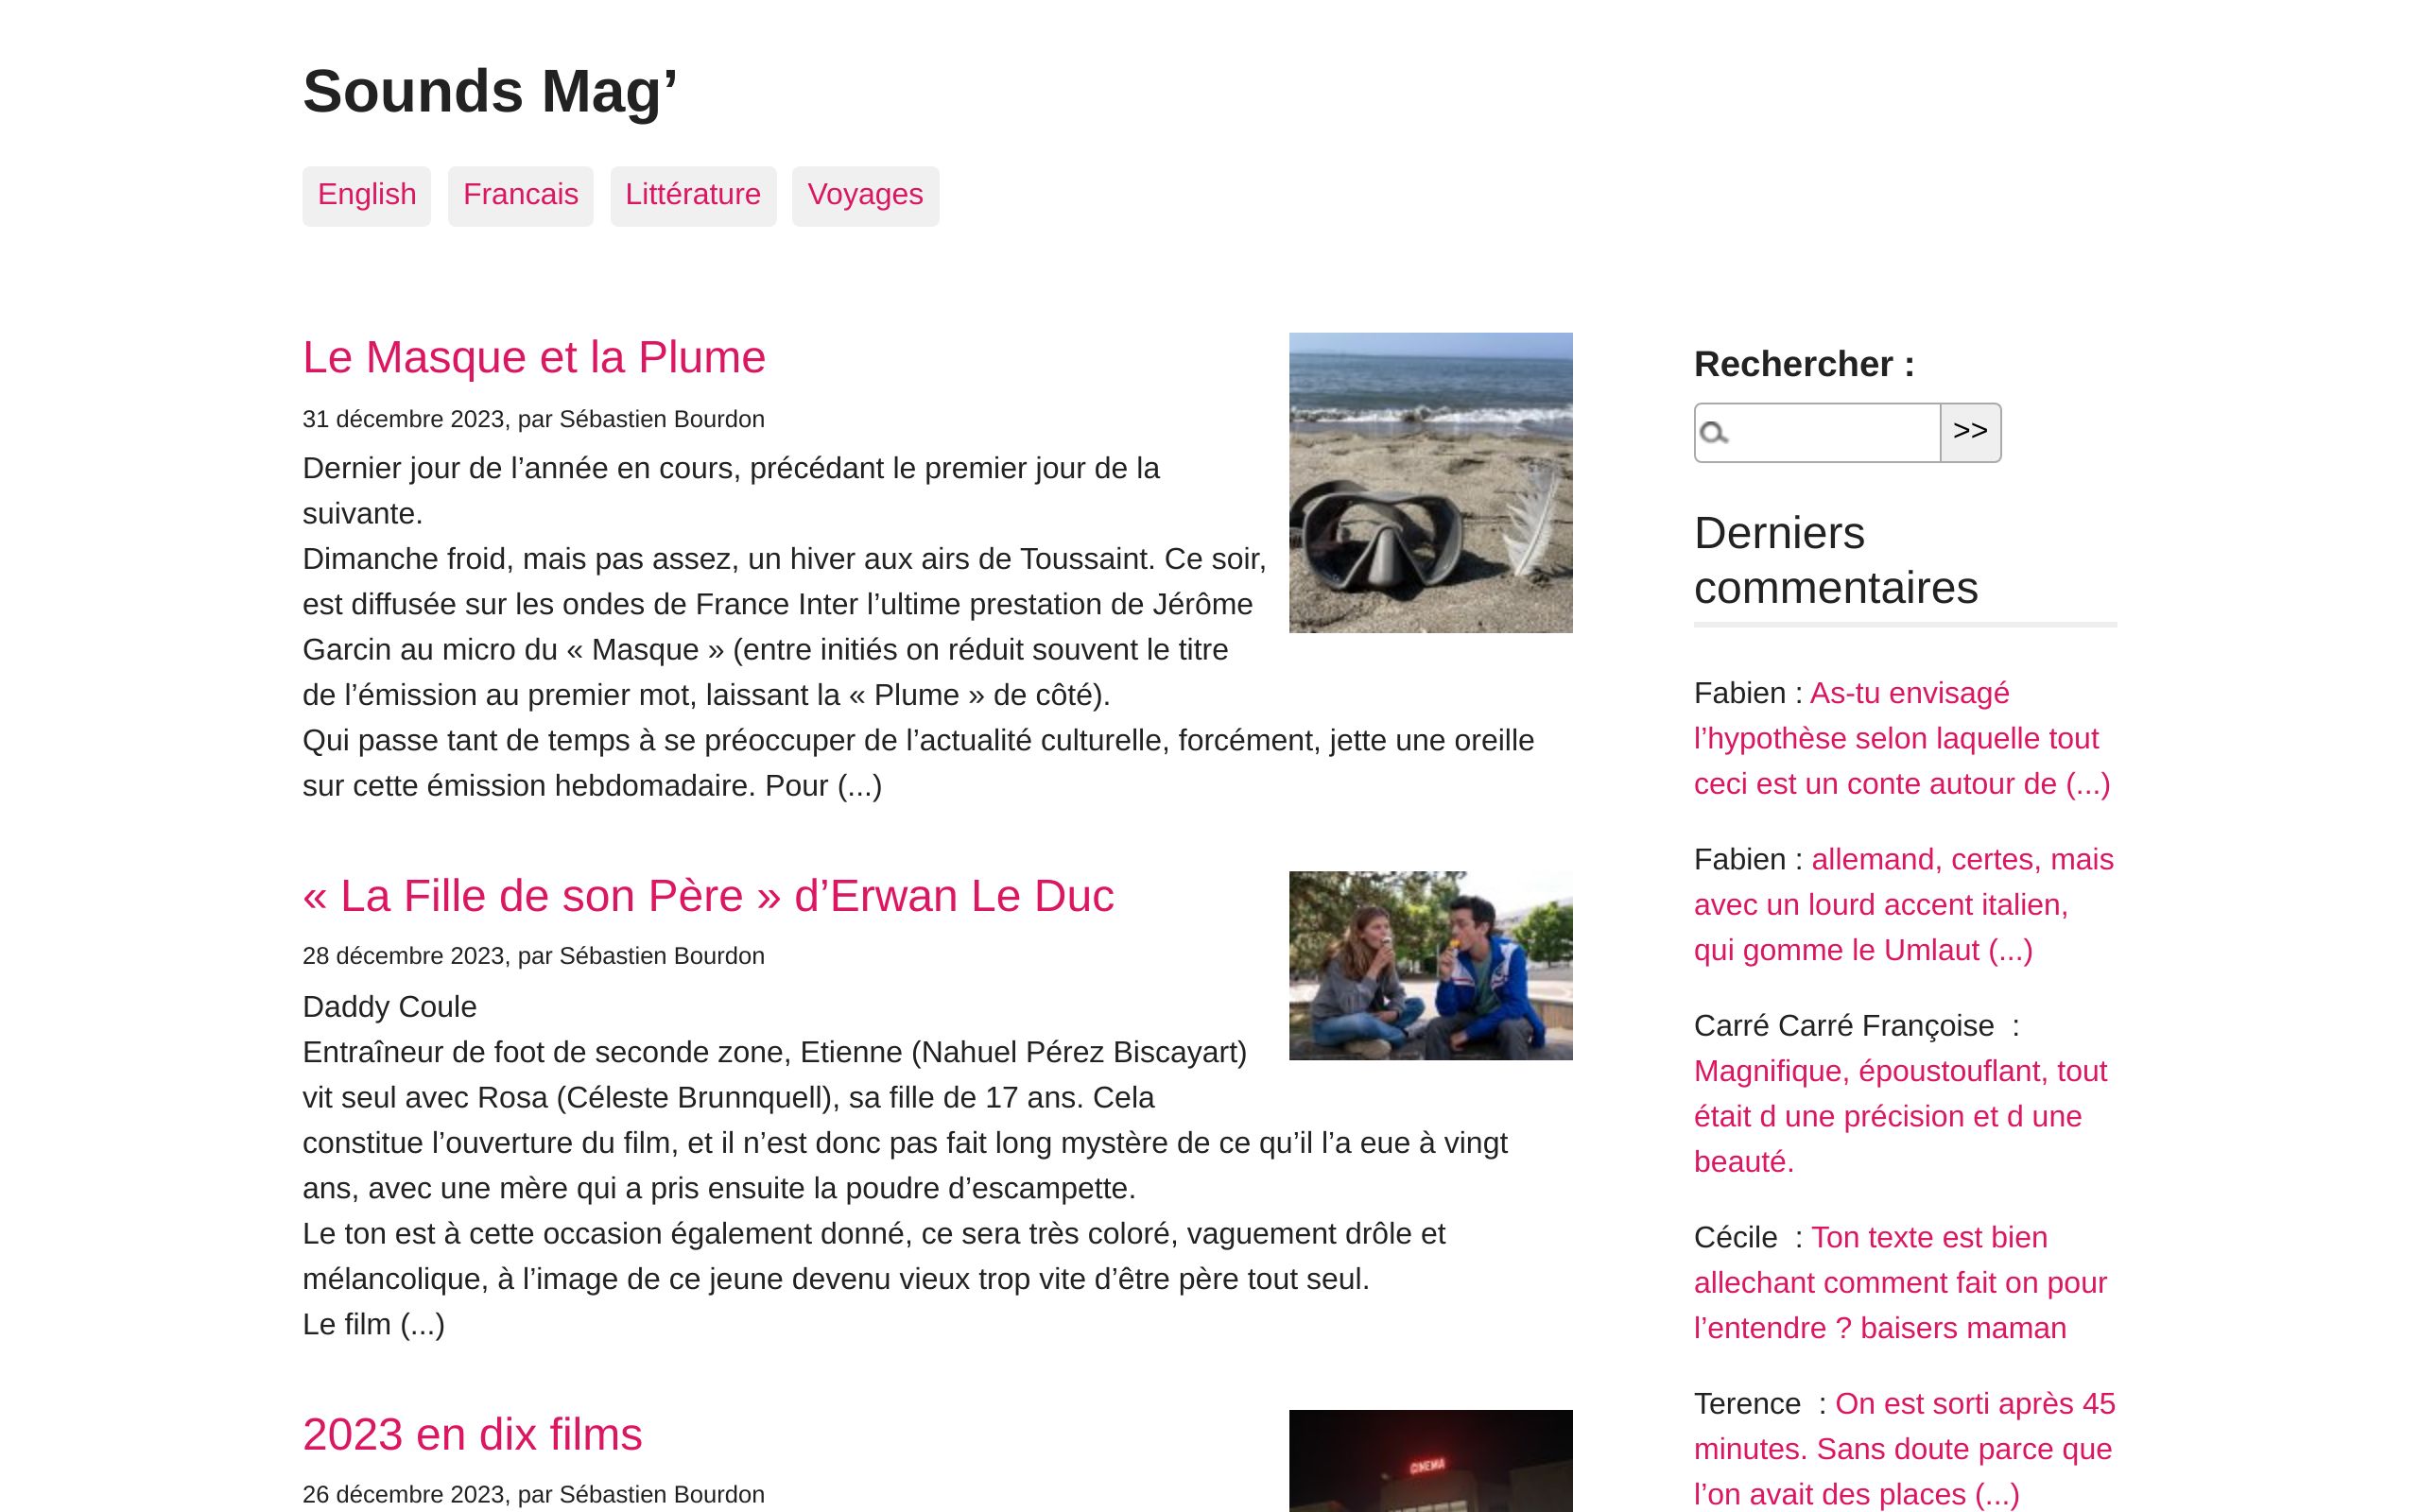 Sounds Mag’
English Francais Littérature Voyages
Le Masque et la Plume
31 décembre 2023, par Sébastien Bourdon
Dernier jour de l’année en cours, précédant le premier jour de la
suivante.
Dimanche froid, mais pas assez, un hiver aux airs de Toussaint. Ce soir,
est diffusée sur les ondes de France Inter l’ultime prestation de Jérôme
Garcin au micro du « Masque » (entre initiés on réduit souvent le titre
de l’émission au premier mot, laissant la « Plume » de côté).
Qui passe tant de temps à se préoccuper de l’actualité culturelle, forcément, jette une oreille
sur cette émission hebdomadaire. Pour (...)
« La Fille de son Père » d’Erwan Le Duc
28 décembre 2023, par Sébastien Bourdon
Daddy Coule
Entraîneur de foot de seconde zone, Etienne (Nahuel Pérez Biscayart)
vit seul avec Rosa (Céleste Brunnquell), sa fille de 17 ans. Cela
constitue l’ouverture du film, et il n’est donc pas fait long mystère de ce qu’il l’a eue à vingt
ans, avec une mère qui a pris ensuite la poudre d’escampette.
Le ton est à cette occasion également donné, ce sera très coloré, vaguement drôle et
mélancolique, à l’image de ce jeune devenu vieux trop vite d’être père tout seul.
Le film (...)
2023 en dix films
26 décembre 2023, par Sébastien Bourdon
CINEMA
Rechercher :
>>
Derniers
commentaires
Fabien : As-tu envisagé
l’hypothèse selon laquelle tout
ceci est un conte autour de (...)
Fabien : allemand, certes, mais
avec un lourd accent italien,
qui gomme le Umlaut (...)
Carré Carré Françoise  :
Magnifique, époustouflant, tout
était d une précision et d une
beauté.
Cécile  : Ton texte est bien
allechant comment fait on pour
l’entendre ? baisers maman
Terence  : On est sorti après 45
minutes. Sans doute parce que
l’on avait des places (...)